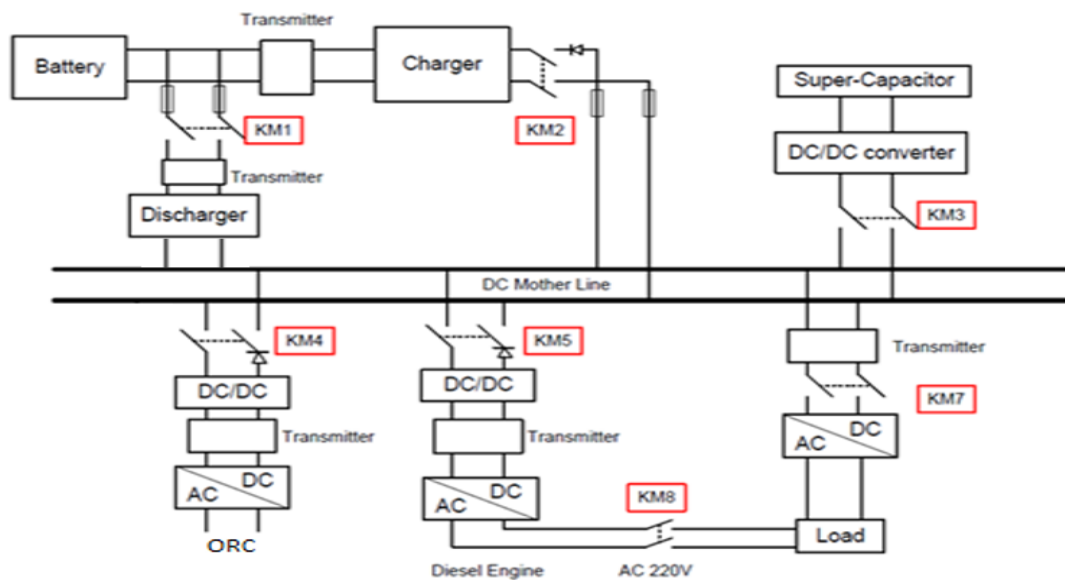 Transmitter
Battery
Charger
Super-Capacitor
KM1
KM2
DC/DC converter
Transmitter
Discharger
KM3
DC Mother Line
KM4
KM5
Transmitter
DC/DC
DC/DC
KM7
Transmitter
Transmitter
AC
DC
AC
DC
AC
DC
KM8
Load
ORC
Diesel Engine
AC 220V